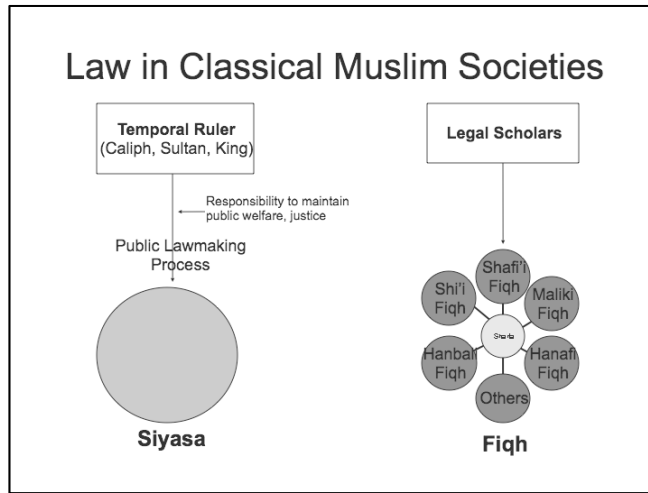 Law in Classical Muslim Societies
Temporal Ruler
(Caliph, Sultan, King)
Responsibility to maintain
public welfare, justice
Public Lawmaking
Process
Siyasa
Legal Scholars
Shafi'i
Fiqh
Shi'i
Fiqh
Maliki
Fiqh
Hanbali
Fiqh
Hanafi
Fiqh
Others
Fiqh